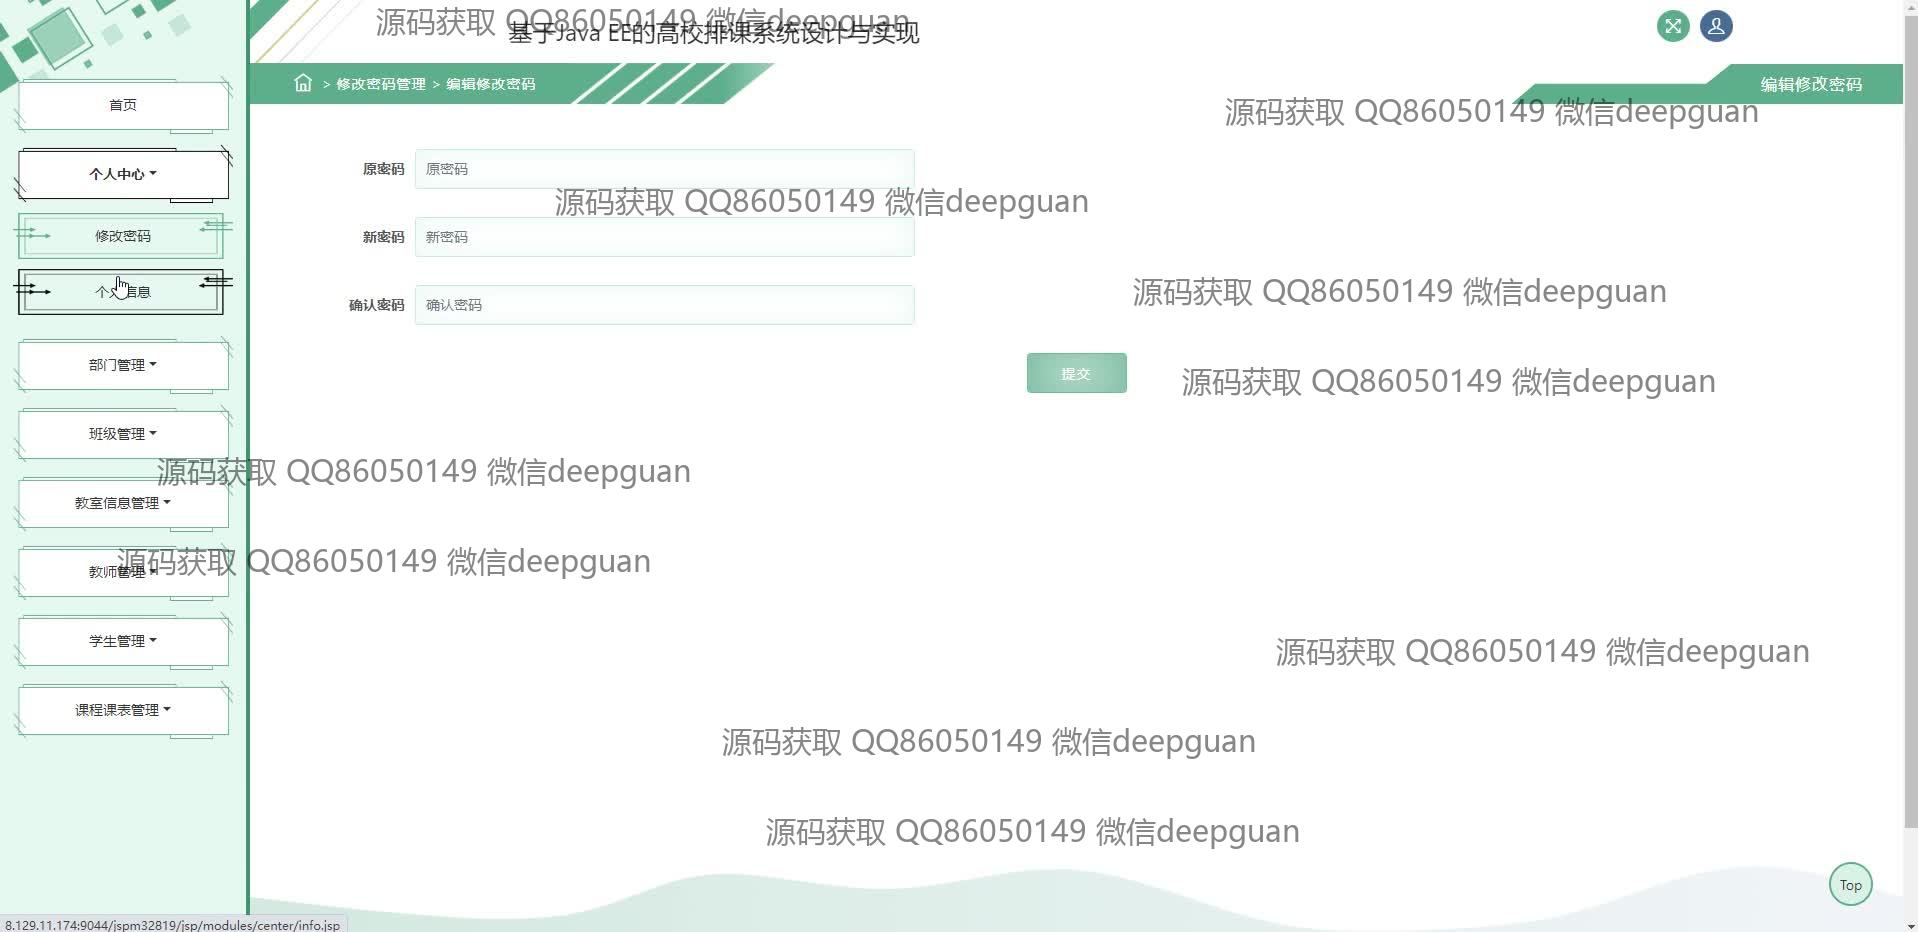 源码获取 QQ86050149 微信deepguan
基于Java EE的高校排课系统设计与实现
> 修改密码管理 > 编辑修改密码
编辑修改密码
源码获取 QQ86050149 微信deepguan
首页
个人中心
修改密码
个人信息
部门管理
班级管理
教室信息管理
教师管理
学生管理
课程课表管理
原密码 原密码
源码获取 QQ86050149 微信deepguan
新密码 新密码
源码获取 QQ86050149 微信deepguan
确认密码 确认密码
提交
源码获取 QQ86050149 微信deepguan
源码获取 QQ86050149 微信deepguan
源码获取 QQ86050149 微信deepguan
源码获取 QQ86050149 微信deepguan
源码获取 QQ86050149 微信deepguan
源码获取 QQ86050149 微信deepguan
Top
8.129.11.174:9044/jspm32819/jsp/modules/center/info.jsp